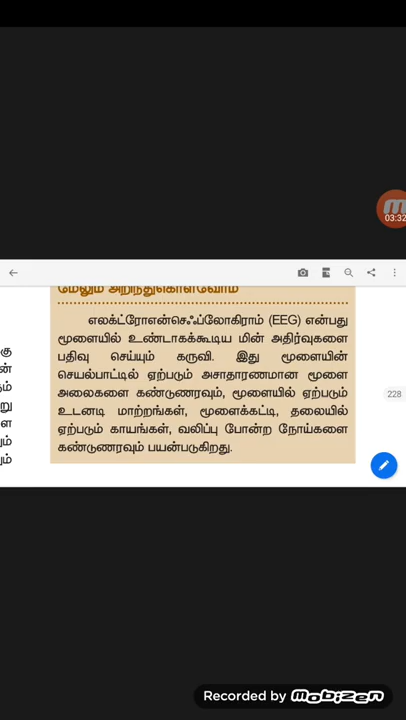 03:32
மேலும் அறிந்துகொள்வோம்
எலக்ட்ரோஎன்செஃப்லோகிராம் (EEG) என்பது
மூளையில் உண்டாகக்கூடிய மின் அதிர்வுகளை
பதிவு செய்யும் கருவி. இது மூளையின்
செயல்பாட்டில் ஏற்படும் அசாதாரணமான மூளை
அலைகளை கண்டுணரவும், மூளையில் ஏற்படும்
உடனடி மாற்றங்கள், மூளைக்கட்டி, தலையில்
ஏற்படும் காயங்கள், வலிப்பு போன்ற நோய்களை
கண்டுணரவும் பயன்படுகிறது.
228
Recorded by Mobizen